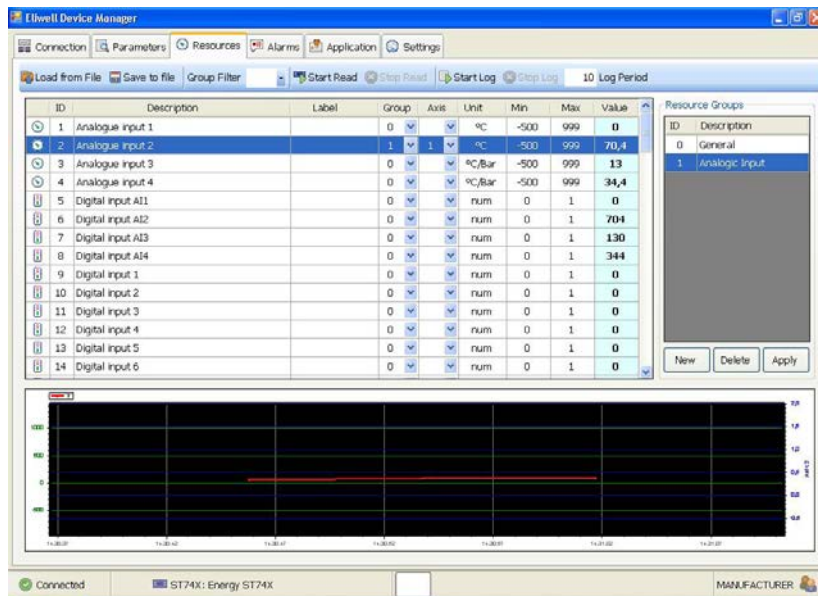 Eliwell Device Manager
Connection Parameters Resources Alarms Application Settings
Load from File Save to file Group Filter Start Read Stop Read Start Log Stop Log 10 Log Period
ID Description Label Group Axis Unit Min Max Value
1 Analogue input 1 0 ºC -500 999 0
2 Analogue input 2 1 1 ºC -500 999 70,4
3 Analogue input 3 0 ºC/Bar -500 999 13
4 Analogue input 4 0 ºC/Bar -500 999 34,4
5 Digital input AI1 0 num 0 1 0
6 Digital input AI2 0 num 0 1 704
7 Digital input AI3 0 num 0 1 130
8 Digital input AI4 0 num 0 1 344
9 Digital input 1 0 num 0 1 0
10 Digital input 2 0 num 0 1 0
11 Digital input 3 0 num 0 1 0
12 Digital input 4 0 num 0 1 0
13 Digital input 5 0 num 0 1 0
14 Digital input 6 0 num 0 1 0
Resource Groups
ID Description
0 General
1 Analogic Input
New Delete Apply
1000
0
Connected
ST74X: Energy ST74X
MANUFACTURER